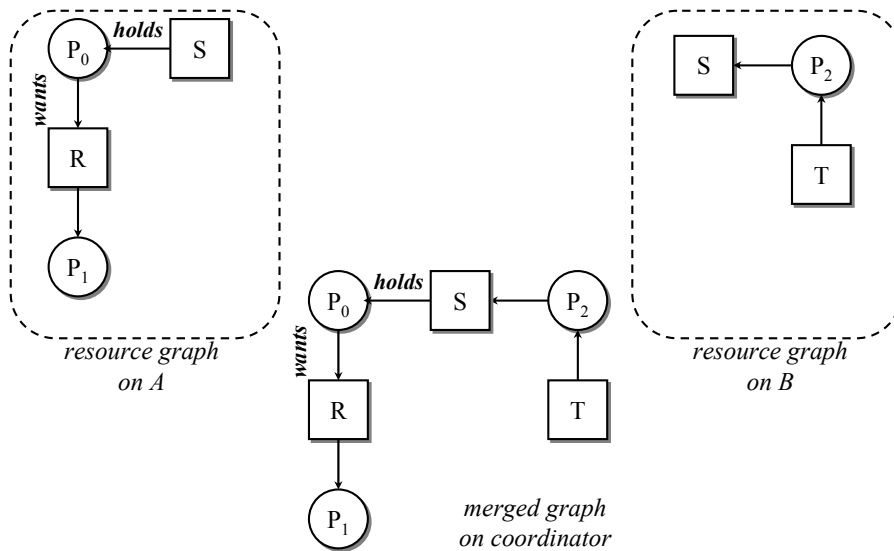 P0
holds
S
wants
R
P1
resource graph
on A
S
P2
T
resource graph
on B
P0
holds
S
P2
wants
R
T
P1
merged graph
on coordinator